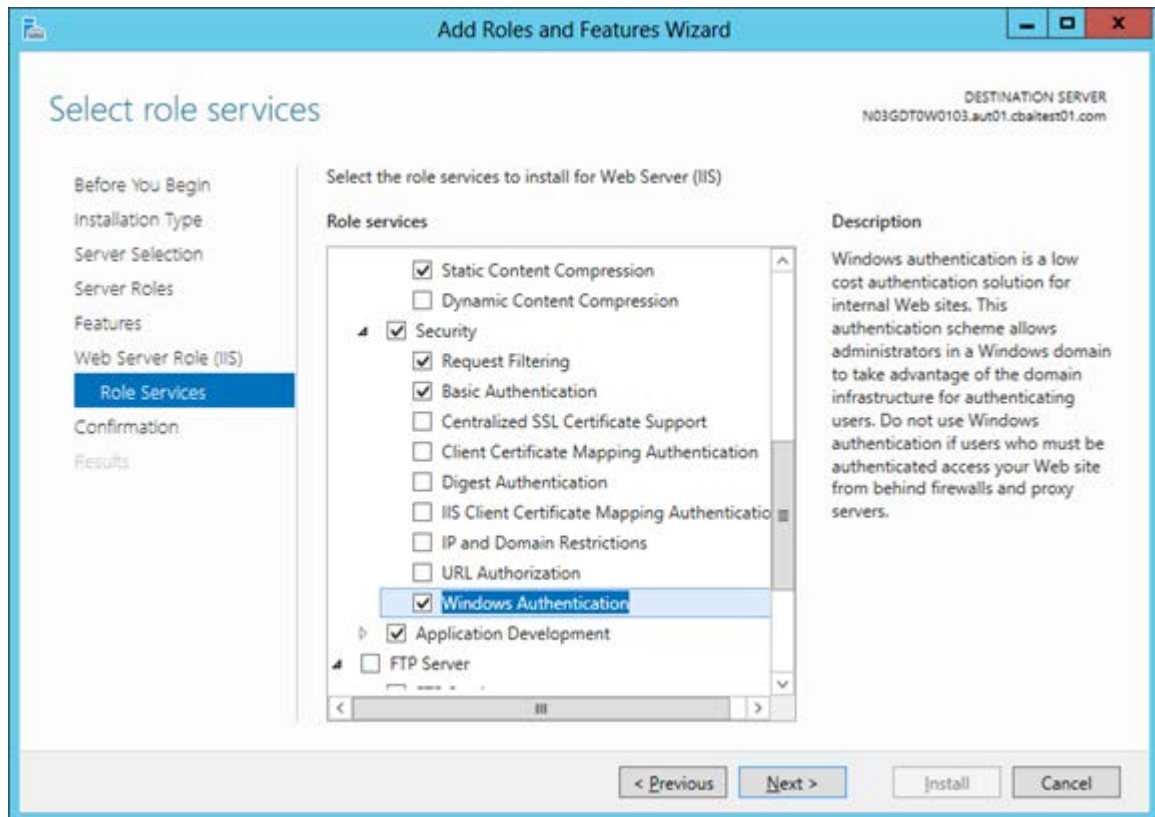 Add Roles and Features Wizard
Select role services
DESTINATION SERVER
N03GDT0W0103.aut01.cbaitest01.com
Before You Begin
Installation Type
Server Selection
Server Roles
Features
Web Server Role (IIS)
Role Services
Confirmation
Results
Select the role services to install for Web Server (IIS)
Role services
Static Content Compression
Dynamic Content Compression
Security
Request Filtering
Basic Authentication
Centralized SSL Certificate Support
Client Certificate Mapping Authentication
Digest Authentication
IIS Client Certificate Mapping Authenticatio
IP and Domain Restrictions
URL Authorization
Windows Authentication
Application Development
FTP Server
Description
Windows authentication is a low
cost authentication solution for
internal Web sites. This
authentication scheme allows
administrators in a Windows domain
to take advantage of the domain
infrastructure for authenticating
users. Do not use Windows
authentication if users who must be
authenticated access your Web site
from behind firewalls and proxy
servers.
< Previous
Next >
Install
Cancel